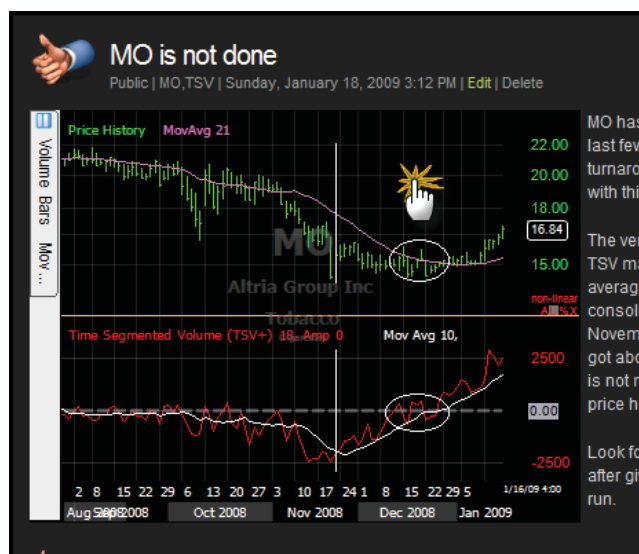 MO is not done
Public | MO,TSV | Sunday, January 18, 2009 3:12 PM | Edit | Delete
Volume Bars Mov...
Price History MovAvg 21
22.00
20.00
18.00
16.84
15.00
MO
Altria Group Inc
Tobacco
non-linear
%X
Time Segmented Volume (TSV+) 18, Amp 0 Mov Avg 10,
2500
0.00
-2500
2 8 15 22 29 6 13 20 27 3 10 17 24 1 8 15 22 29 5 1/16/09 4:00
Aug 2008 Oct 2008 Nov 2008 Dec 2008 Jan 2009
MO has
last few
turnaro
with thi
The ver
TSV ma
averag
consol
Novem
got abo
is not n
price h
Look fo
after giv
run.